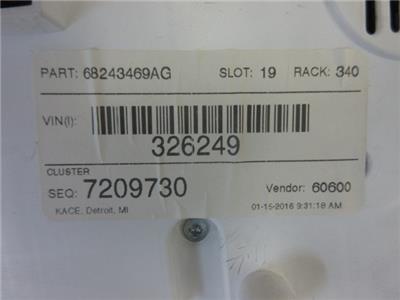 PART: 68243469AG SLOT: 19 RACK: 340
VIN(f):
326249
CLUSTER
SEQ: 7209730 Vendor: 60600
KACE, Detroit, MI 01-15-2016 9:31:18 AM